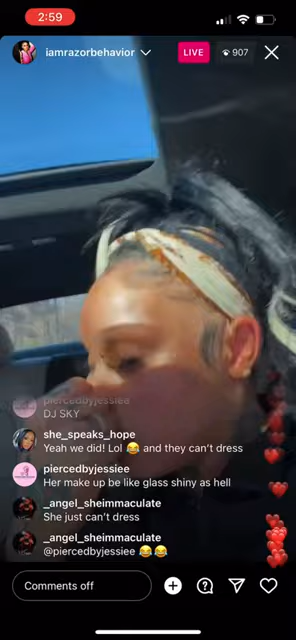 2:59
iamrazorbehavior
LIVE
907
piercedbyjessiee
DJ SKY
she_speaks_hope
Yeah we did! Lol 😂 and they can't dress
piercedbyjessiee
Her make up be like glass shiny as hell
_angel_sheimmaculate
She just can't dress
_angel_sheimmaculate
@piercedbyjessiee 😂😂
Comments off